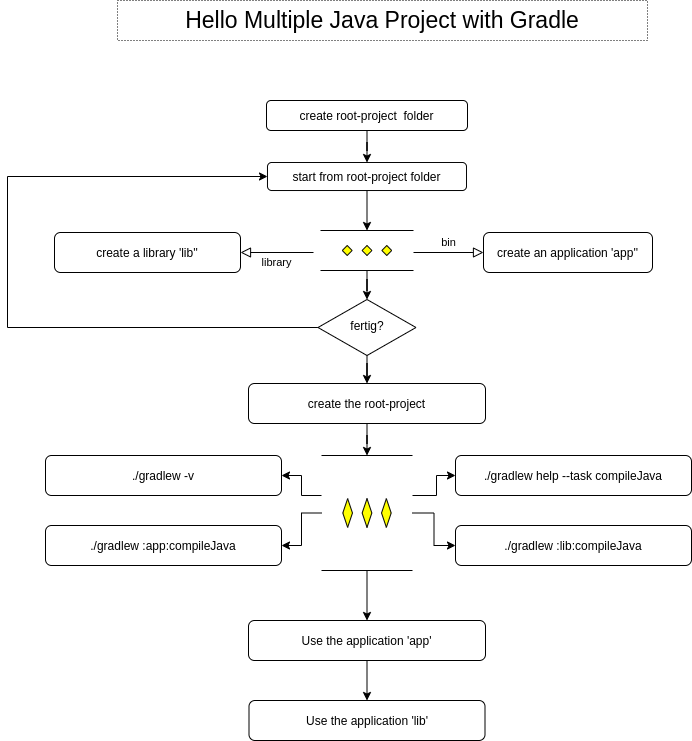 Hello Multiple Java Project with Gradle
create root-project folder
start from root-project folder
create a library 'lib"
library
bin
create an application 'app"
fertig?
create the root-project
./gradlew -v
./gradlew help --task compileJava
./gradlew :app:compileJava
./gradlew :lib:compileJava
Use the application 'app'
Use the application 'lib'